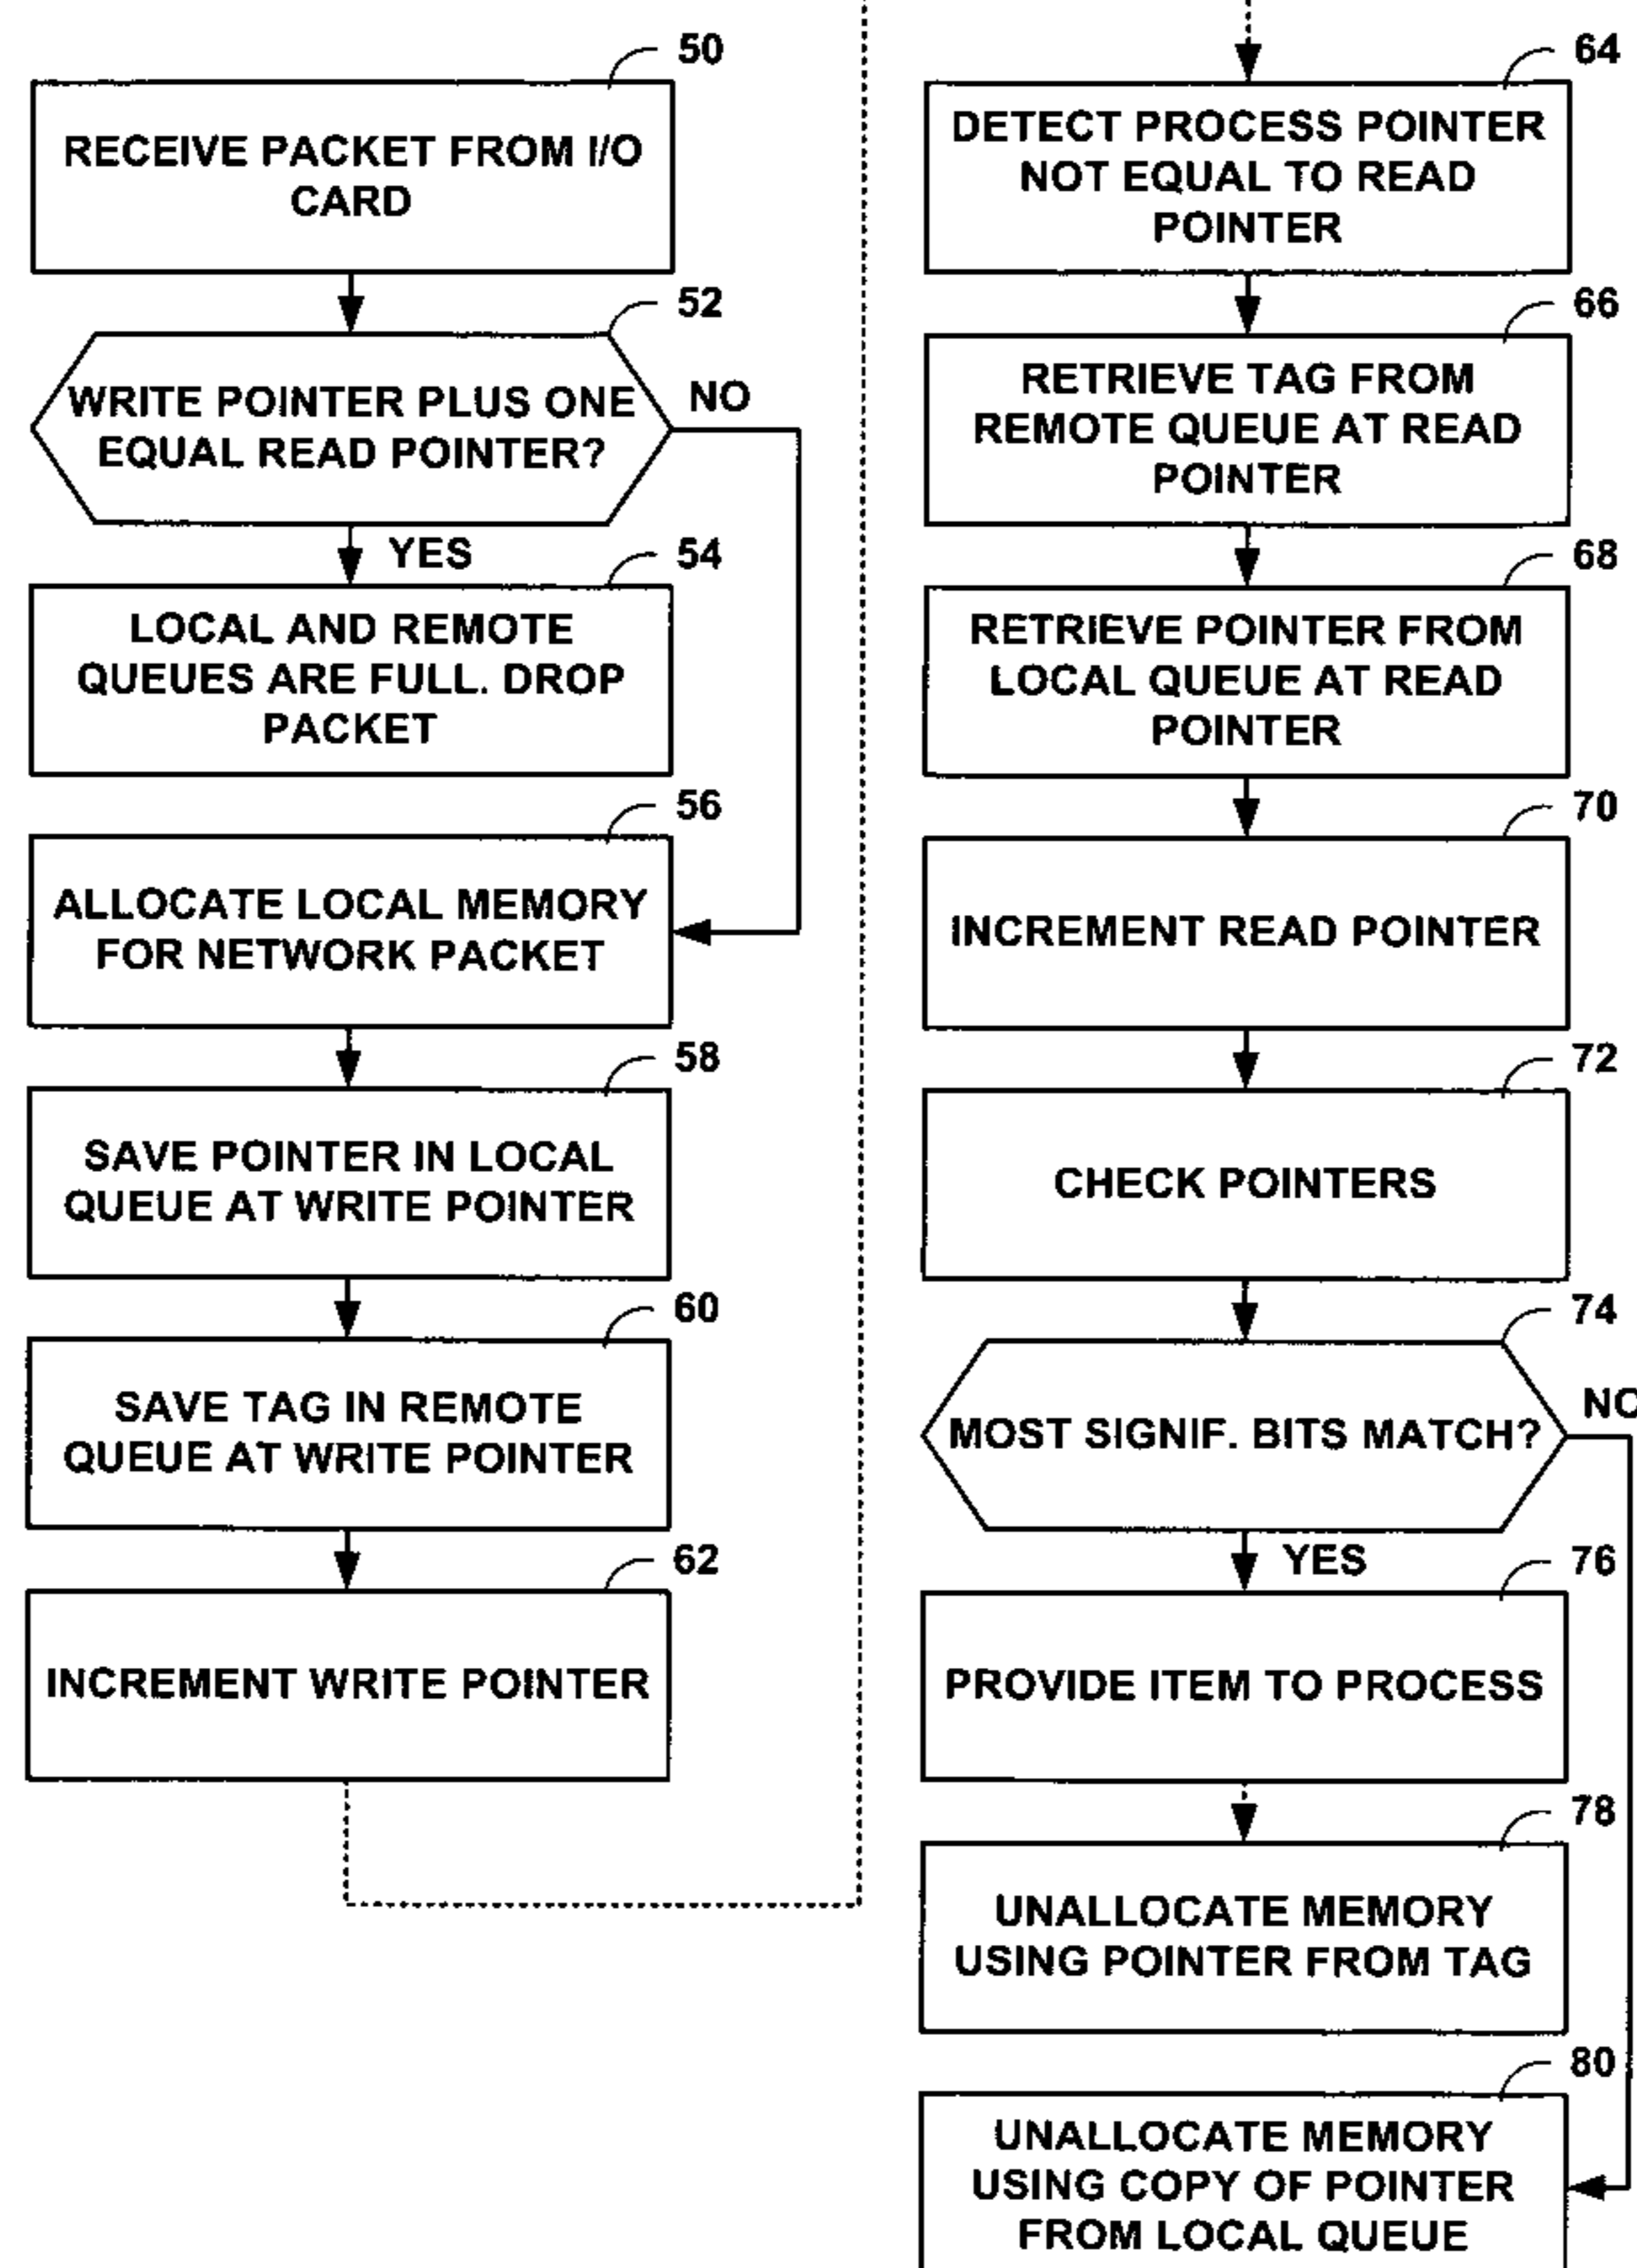 50
RECEIVE PACKET FROM I/O
CARD
52
WRITE POINTER PLUS ONE
EQUAL READ POINTER?
NO
YES
54
LOCAL AND REMOTE
QUEUES ARE FULL. DROP
PACKET
56
ALLOCATE LOCAL MEMORY
FOR NETWORK PACKET
58
SAVE POINTER IN LOCAL
QUEUE AT WRITE POINTER
60
SAVE TAG IN REMOTE
QUEUE AT WRITE POINTER
62
INCREMENT WRITE POINTER
64
DETECT PROCESS POINTER
NOT EQUAL TO READ
POINTER
66
RETRIEVE TAG FROM
REMOTE QUEUE AT READ
POINTER
68
RETRIEVE POINTER FROM
LOCAL QUEUE AT READ
POINTER
70
INCREMENT READ POINTER
72
CHECK POINTERS
74
MOST SIGNIF. BITS MATCH?
NO
YES
76
PROVIDE ITEM TO PROCESS
78
UNALLOCATE MEMORY
USING POINTER FROM TAG
80
UNALLOCATE MEMORY
USING COPY OF POINTER
FROM LOCAL QUEUE